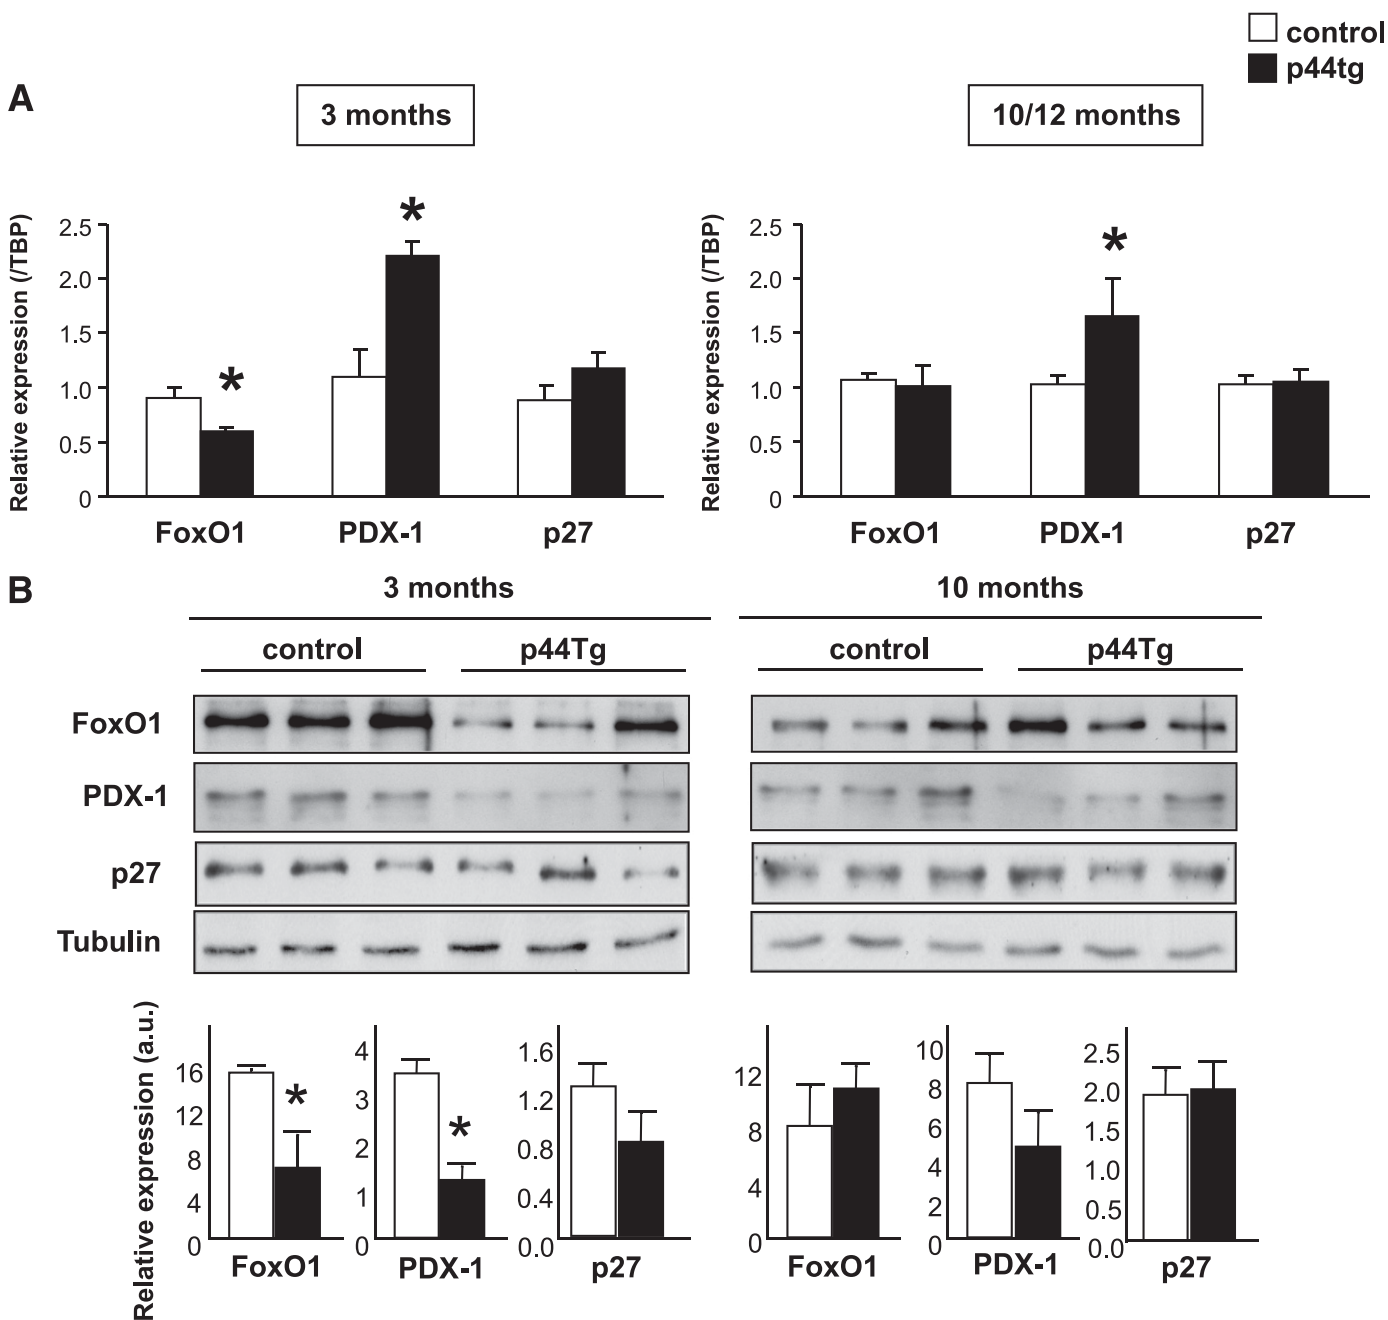 control
p44tg
A
3 months
10/12 months
Relative expression (/TBP)
2.5
2.0
1.5
1.0
0.5
0
*
*
FoxO1
PDX-1
p27
Relative expression (/TBP)
2.5
2.0
1.5
1.0
0.5
0
*
FoxO1
PDX-1
p27
B
3 months
10 months
control
p44Tg
control
p44Tg
FoxO1
PDX-1
p27
Tubulin
Relative expression (a.u.)
16
12
8
4
0
*
FoxO1
4
3
2
1
0
*
PDX-1
1.6
1.2
0.8
0.4
0.0
p27
12
8
4
0
FoxO1
10
8
6
4
2
0
PDX-1
2.5
2.0
1.5
1.0
0.5
0.0
p27